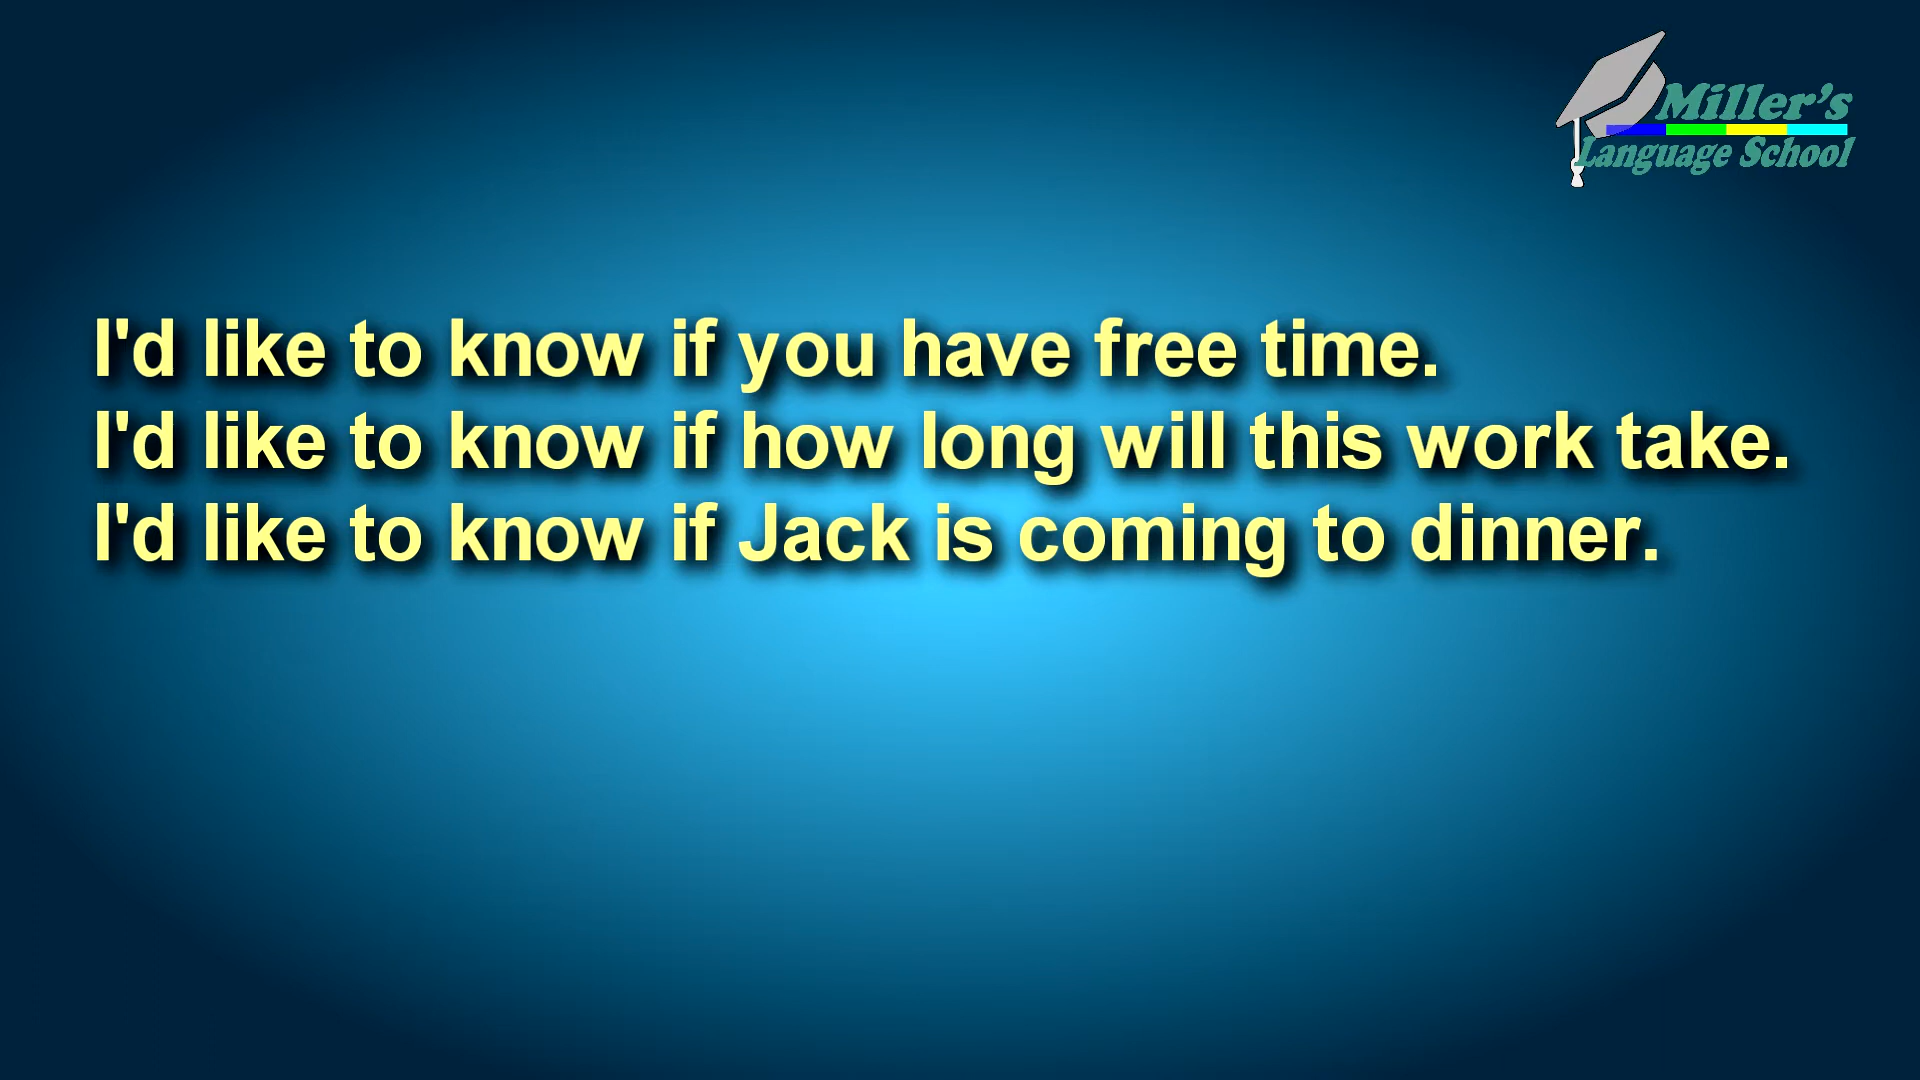 Miller's
Language School
I'd like to know if you have free time.
I'd like to know if how long will this work take.
I'd like to know if Jack is coming to dinner.